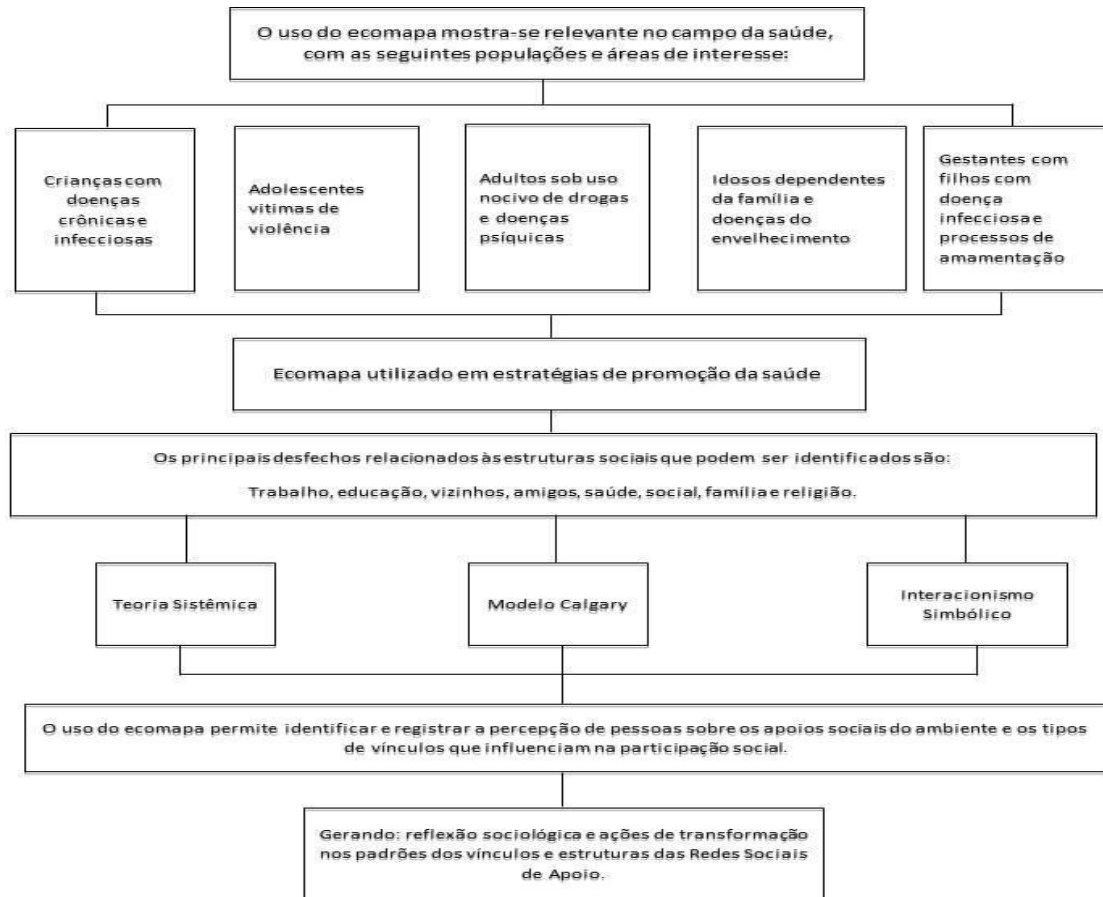 O uso do ecomapa mostra-se relevante no campo da saúde,
com as seguintes populações e áreas de interesse:
Crianças com
doenças
crônicas e
infecciosas
Adolescentes
vitimas de
violência
Adultos sob uso
nocivo de drogas
e doenças
psíquicas
Idosos dependentes
da família e
doenças do
envelhecimento
Gestantes com
filhos com
doença
infecciosa e
processos de
amamentação
Ecomapa utilizado em estratégias de promoção da saúde
Os principais desfechos relacionados às estruturas sociais que podem ser identificados são:
Trabalho, educação, vizinhos, amigos, saúde, social, família e religião.
Teoria Sistêmica
Modelo Calgary
Interacionismo
Simbólico
O uso do ecomapa permite identificar e registrar a percepção de pessoas sobre os apoios sociais do ambiente e os tipos
de vínculos que influenciam na participação social.
Gerando: reflexão sociológica e ações de transformação
nos padrões dos vínculos e estruturas das Redes Sociais
de Apoio.